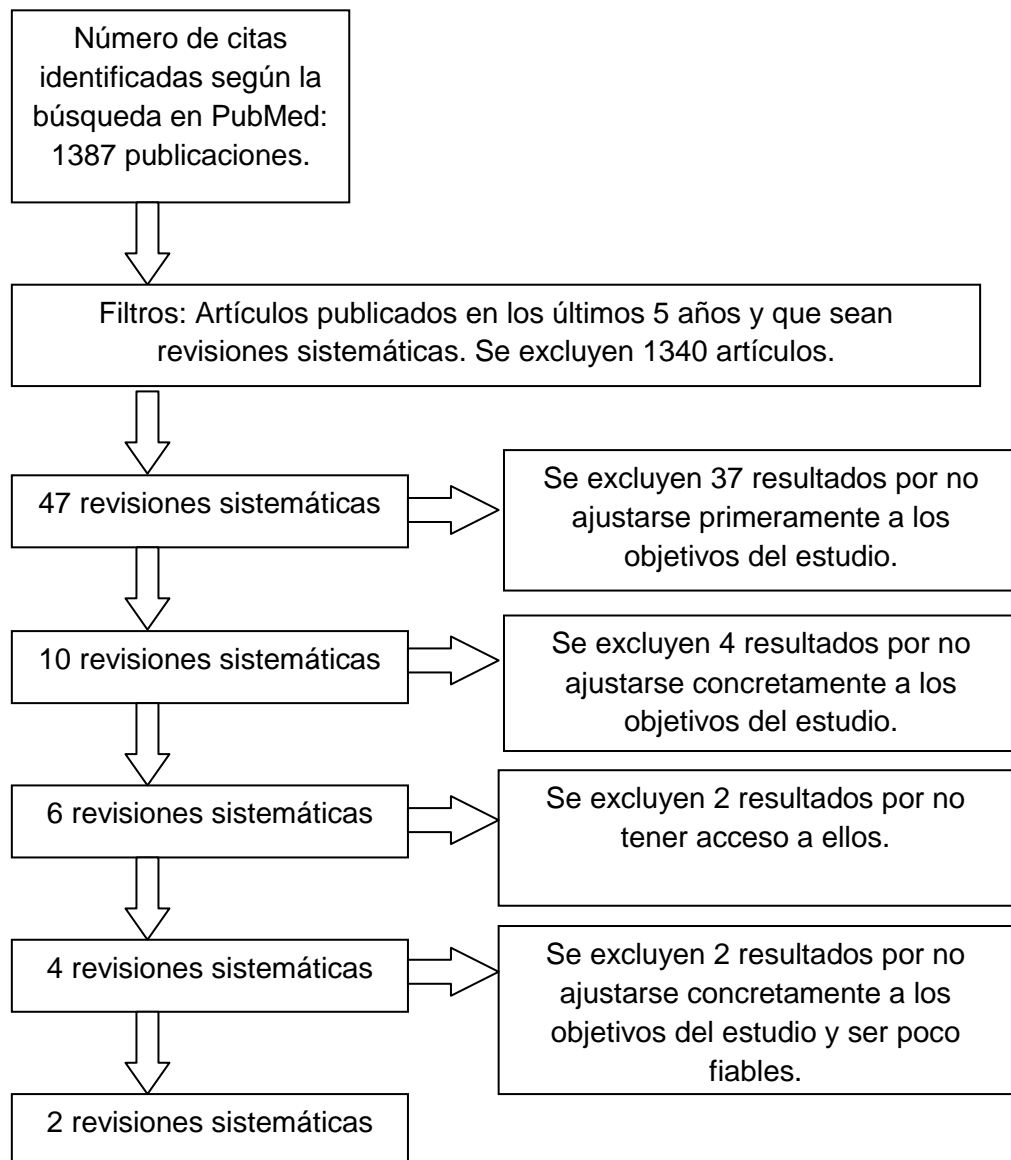 Número de citas
identificadas según la
búsqueda en PubMed:
1387 publicaciones.
Filtros: Artículos publicados en los últimos 5 años y que sean
revisiones sistemáticas. Se excluyen 1340 artículos.
47 revisiones sistemáticas
Se excluyen 37 resultados por no
ajustarse primeramente a los
objetivos del estudio.
10 revisiones sistemáticas
Se excluyen 4 resultados por no
ajustarse concretamente a los
objetivos del estudio.
6 revisiones sistemáticas
Se excluyen 2 resultados por no
tener acceso a ellos.
4 revisiones sistemáticas
Se excluyen 2 resultados por no
ajustarse concretamente a los
objetivos del estudio y ser poco
fiables.
2 revisiones sistemáticas